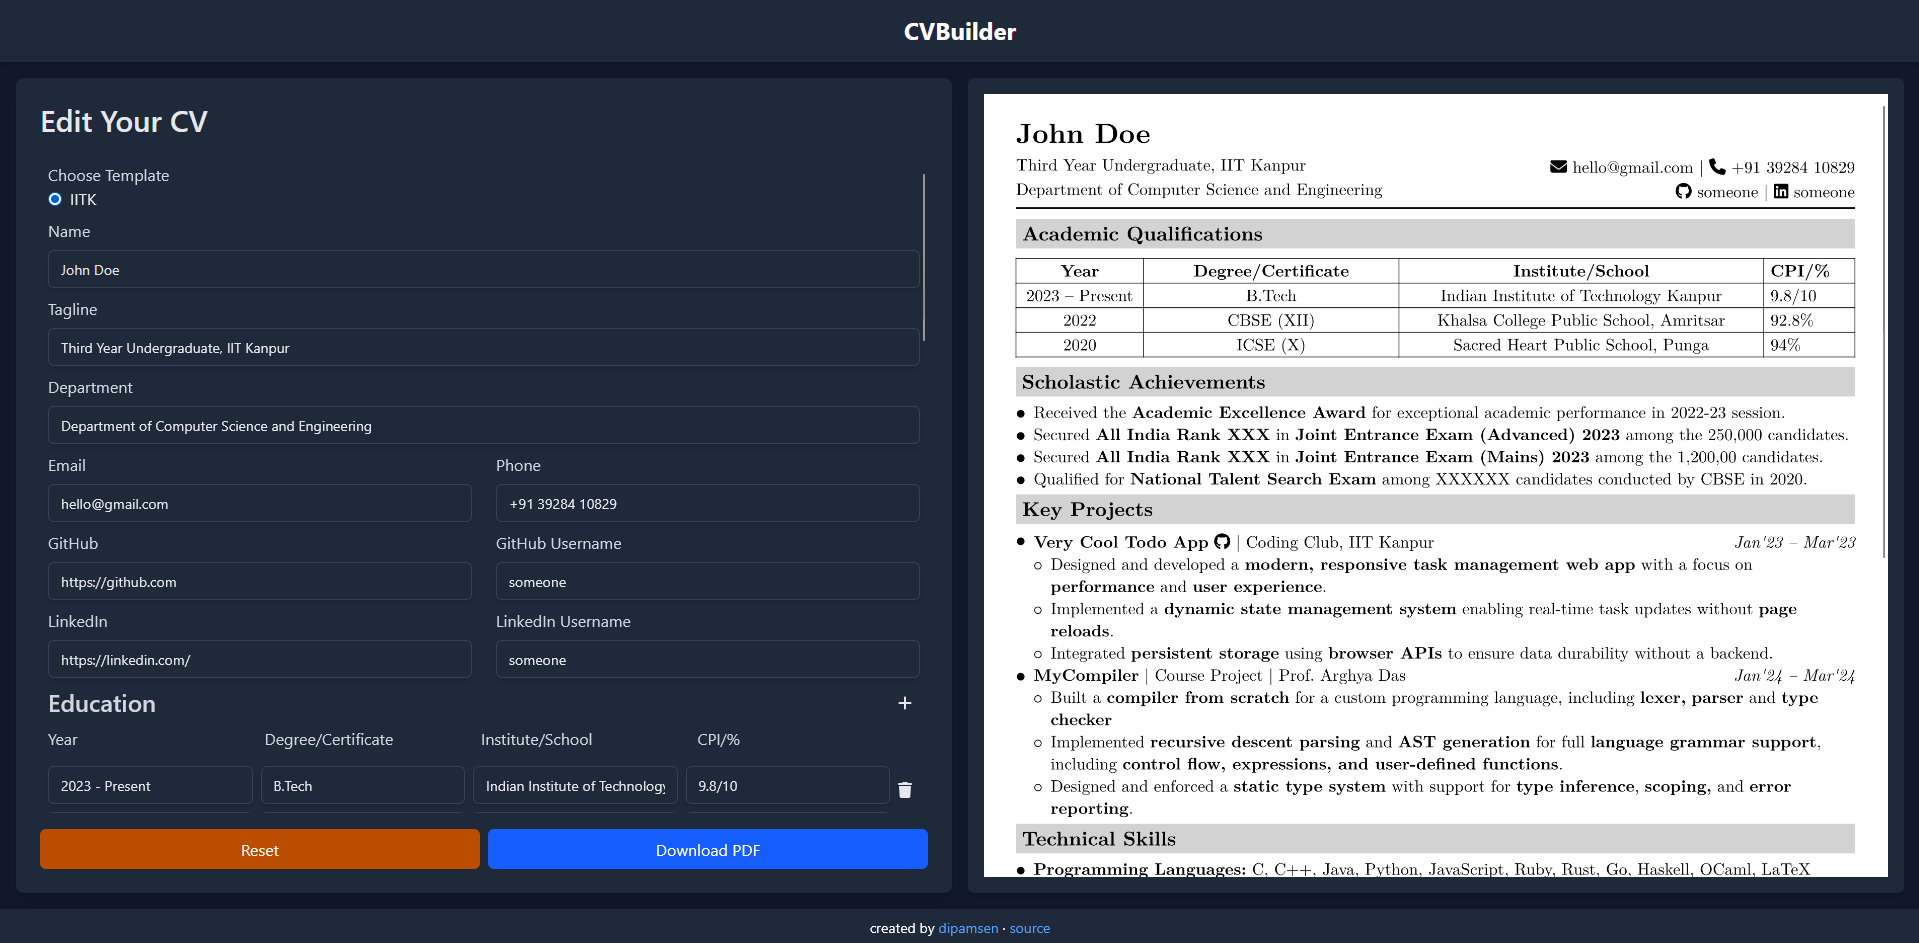 CVBuilder
Edit Your CV
Choose Template
IITK
Name
John Doe
Tagline
Third Year Undergraduate, IIT Kanpur
Department
Department of Computer Science and Engineering
Email Phone
hello@gmail.com +91 39284 10829
GitHub GitHub Username
https://github.com someone
LinkedIn LinkedIn Username
https://linkedin.com/ someone
Education +
Year Degree/Certificate Institute/School CPI/%
2023 - Present B.Tech Indian Institute of Technology 9.8/10
Reset Download PDF
John Doe
Third Year Undergraduate, IIT Kanpur hello@gmail.com | +91 39284 10829
Department of Computer Science and Engineering someone | someone
Academic Qualifications
Year Degree/Certificate Institute/School CPI/%
2023 – Present B.Tech Indian Institute of Technology Kanpur 9.8/10
2022 CBSE (XII) Khalsa College Public School, Amritsar 92.8%
2020 ICSE (X) Sacred Heart Public School, Punga 94%
Scholastic Achievements
● Received the Academic Excellence Award for exceptional academic performance in 2022-23 session.
● Secured All India Rank XXX in Joint Entrance Exam (Advanced) 2023 among the 250,000 candidates.
● Secured All India Rank XXX in Joint Entrance Exam (Mains) 2023 among the 1,200,00 candidates.
● Qualified for National Talent Search Exam among XXXXXX candidates conducted by CBSE in 2020.
Key Projects
● Very Cool Todo App | Coding Club, IIT Kanpur Jan'23 – Mar'23
○ Designed and developed a modern, responsive task management web app with a focus on
performance and user experience.
○ Implemented a dynamic state management system enabling real-time task updates without page
reloads.
○ Integrated persistent storage using browser APIs to ensure data durability without a backend.
● MyCompiler | Course Project | Prof. Arghya Das Jan'24 – Mar'24
○ Built a compiler from scratch for a custom programming language, including lexer, parser and type
checker
○ Implemented recursive descent parsing and AST generation for full language grammar support,
including control flow, expressions, and user-defined functions.
○ Designed and enforced a static type system with support for type inference, scoping, and error
reporting.
Technical Skills
● Programming Languages: C, C++, Java, Python, JavaScript, Ruby, Rust, Go, Haskell, OCaml, LaTeX
created by dipamsen · source